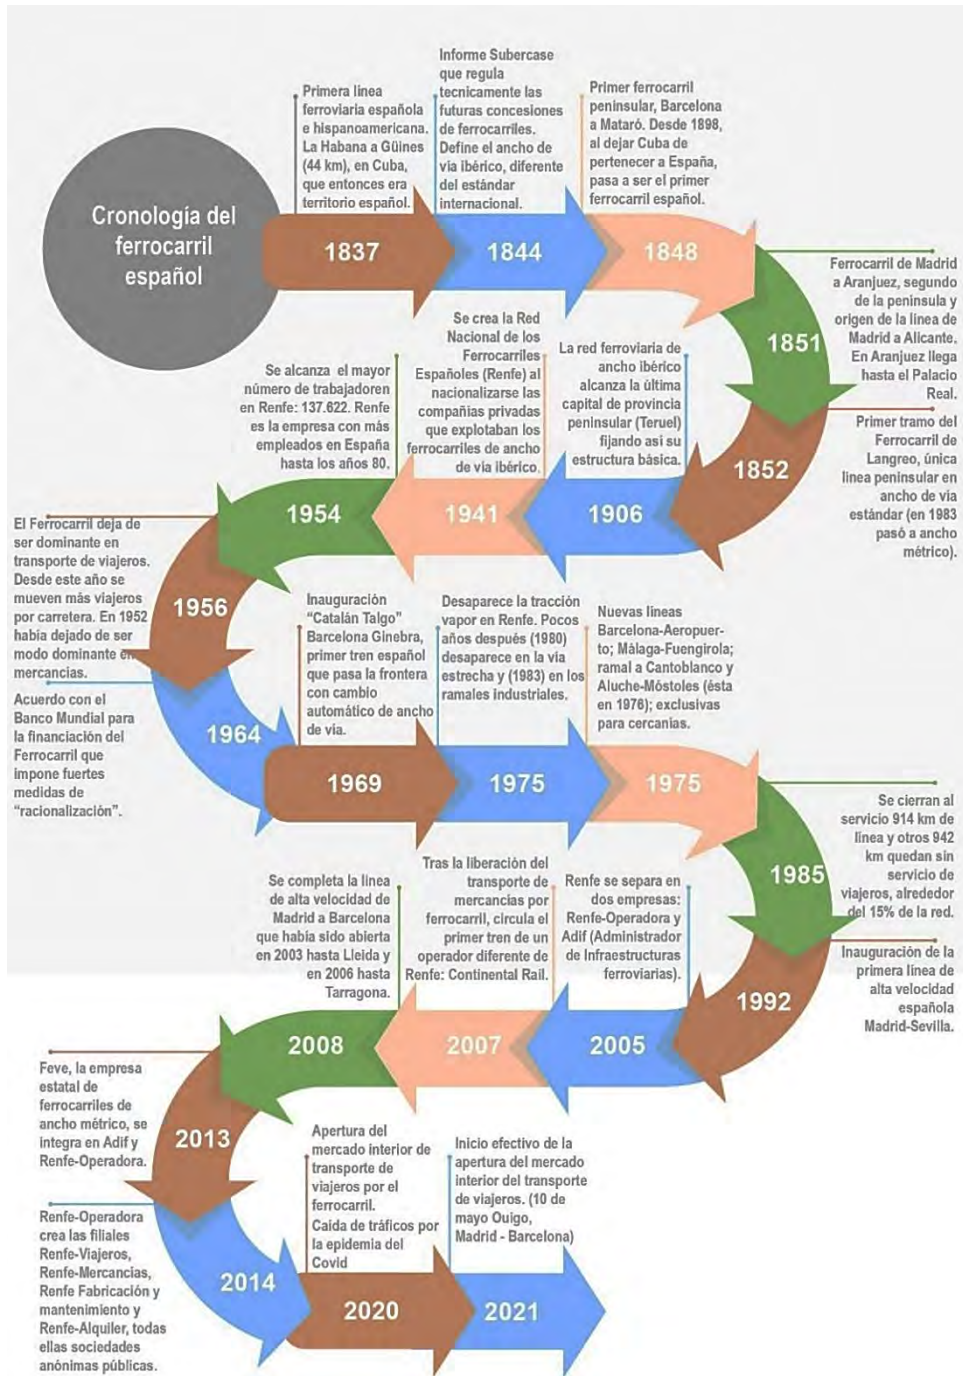 Cronología del
ferrocarril
español
Primera línea
ferroviaria española
e hispanoamericana.
La Habana a Güines
(44 km), en Cuba,
que entonces era
territorio español.
1837
Informe Subercase
que regula
tecnicamente las
futuras concesiones
de ferrocarriles.
Define el ancho de
via ibérico, diferente
del estándar
internacional.
1844
Primer ferrocarril
peninsular, Barcelona
a Mataró. Desde 1898,
al dejar Cuba de
pertenecer a España,
pasa a ser el primer
ferrocarril español.
1848
Ferrocarril de Madrid
a Aranjuez, segundo
de la peninsula y
origen de la linea de
Madrid a Alicante.
En Aranjuez llega
hasta el Palacio
Real.
1851
Primer tramo del
Ferrocarril de
Langreo, única
linea peninsular en
ancho de vía
estándar (en 1983
pasó a ancho
métrico).
1852
La red ferroviaria de
ancho ibérico
alcanza la última
capital de provincia
peninsular (Teruel)
fijando asi su
estructura básica.
1906
Se crea la Red
Nacional de los
Ferrocarriles
Españoles (Renfe) al
nacionalizarse las
compañias privadas
que explotaban los
ferrocarriles de ancho
de via ibérico.
1941
Se alcanza el mayor
número de trabajadoren
en Renfe: 137.622. Renfe
es la empresa con más
empleados en España
hasta los años 80.
1954
El Ferrocarril deja de
ser dominante en
transporte de viajeros.
Desde este año se
mueven más viajeros
por carretera. En 1952
había dejado de ser
modo dominante en
mercancias.
1956
Acuerdo con el
Banco Mundial para
la financiación del
Ferrocarril que
impone fuertes
medidas de
“racionalización”.
1964
Inauguración
“Catalán Talgo”
Barcelona Ginebra,
primer tren español
que pasa la frontera
con cambio
automático de ancho
de vía.
1969
Desaparece la tracción
vapor en Renfe. Pocos
años después (1980)
desaparece en la via
estrecha y (1983) en los
ramales industriales.
1975
Nuevas lineas
Barcelona-Aeropuer-
to; Málaga-Fuengirola;
ramal a Cantoblanco y
Aluche-Móstoles (ésta
en 1976); exclusivas
para cercanias.
1975
Se cierran al
servicio 914 km de
linea y otros 942
km quedan sin
servicio de
viajeros, alrededor
del 15% de la red.
1985
Inauguración de la
primera línea de
alta velocidad
española
Madrid-Sevilla.
1992
Renfe se separa en
dos empresas:
Renfe-Operadora y
Adif (Administrador
de Infraestructuras
ferroviarias).
2005
Tras la liberación del
transporte de
mercancias por
ferrocarril, circula el
primer tren de un
operador diferente de
Renfe: Continental Rail.
2007
Se completa la linea
de alta velocidad de
Madrid a Barcelona
que había sido abierta
en 2003 hasta Lleida y
en 2006 hasta
Tarragona.
2008
Feve, la empresa
estatal de
ferrocarriles de
ancho métrico, se
integra en Adif y
Renfe-Operadora.
2013
Renfe-Operadora
crea las filiales
Renfe-Viajeros,
Renfe-Mercancias,
Renfe Fabricación y
mantenimiento y
Renfe-Alquiler, todas
ellas sociedades
anónimas públicas.
2014
Apertura del
mercado interior de
transporte de
viajeros por el
ferrocarril.
Caida de tráficos por
la epidemia del
Covid
2020
Inicio efectivo de la
apertura del mercado
interior del transporte
de viajeros. (10 de
mayo Ouigo,
Madrid - Barcelona)
2021